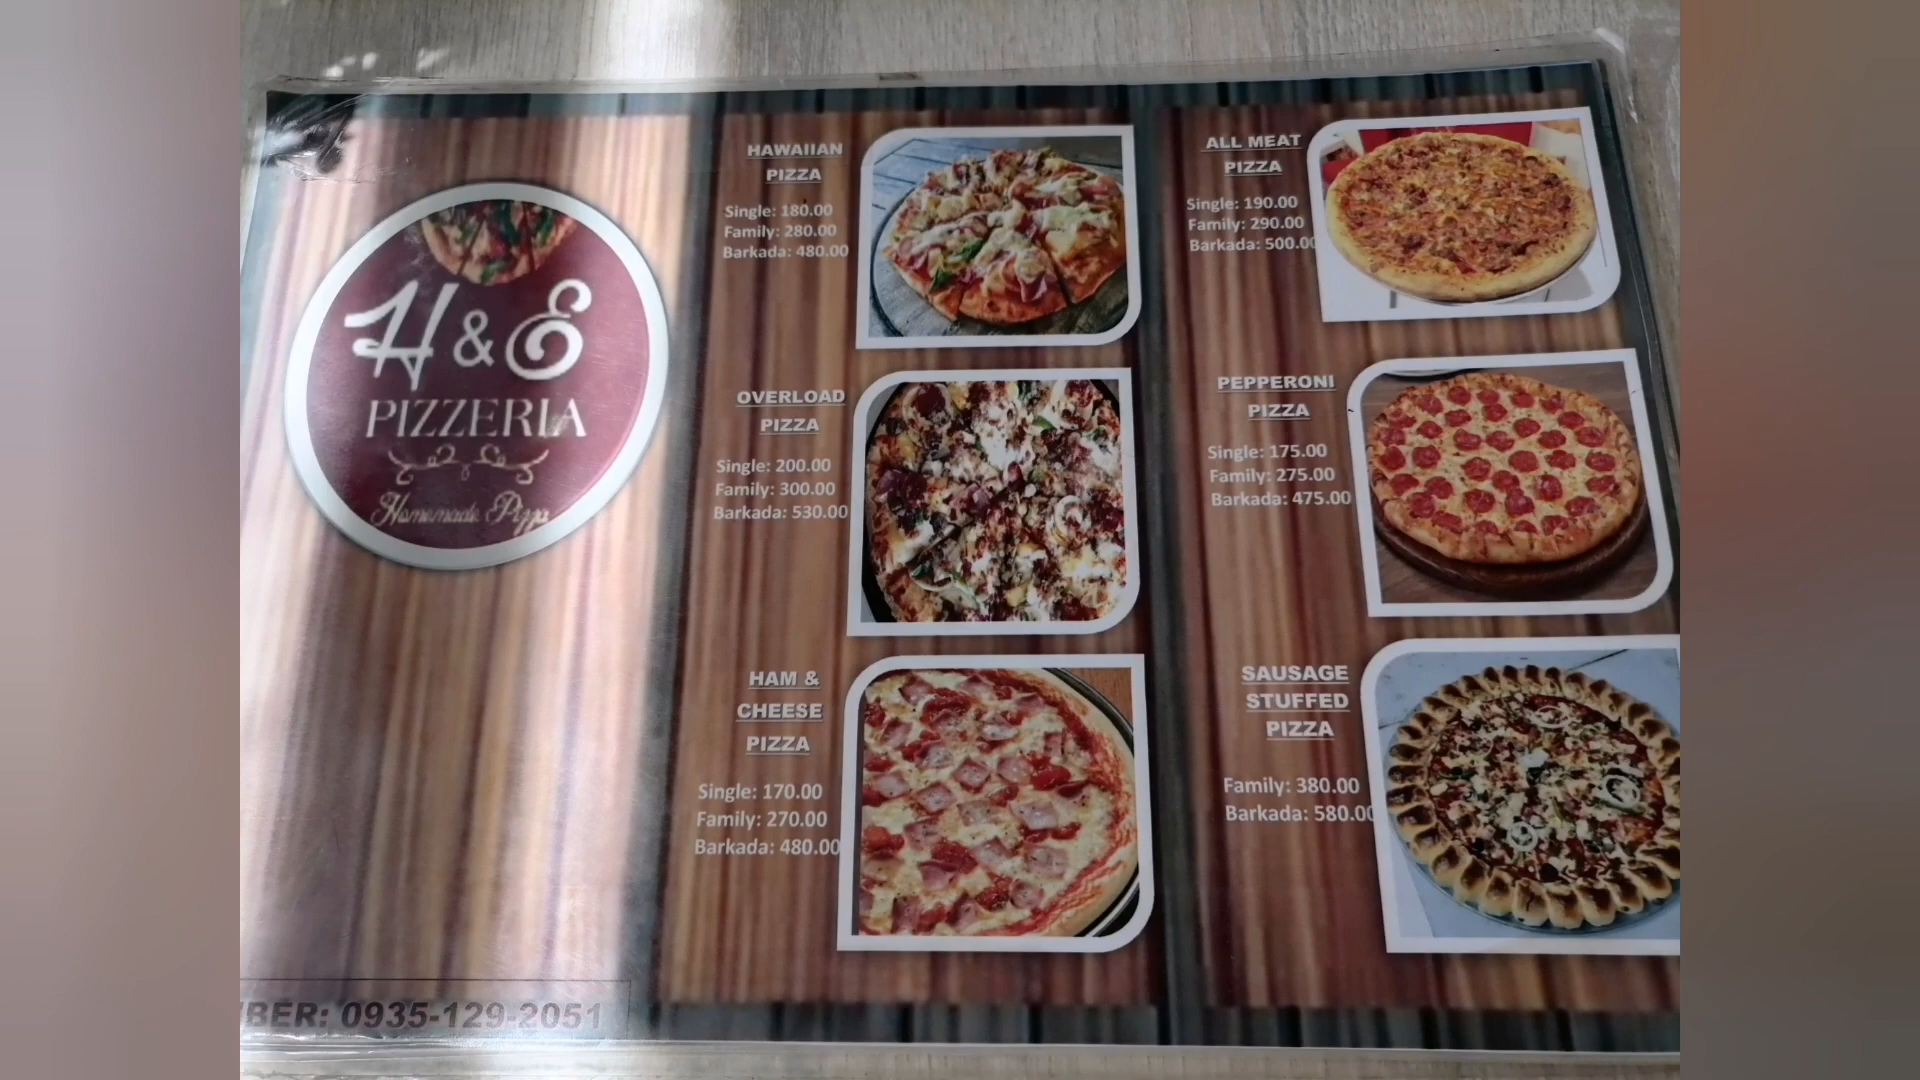 H & E
PIZZERIA
Homemade Pizza
BER: 0935-129-2051
HAWAIIAN
PIZZA
Single: 180.00
Family: 280.00
Barkada: 480.00
OVERLOAD
PIZZA
Single: 200.00
Family: 300.00
Barkada: 530.00
HAM &
CHEESE
PIZZA
Single: 170.00
Family: 270.00
Barkada: 480.00
ALL MEAT
PIZZA
Single: 190.00
Family: 290.00
Barkada: 500.00
PEPPERONI
PIZZA
Single: 175.00
Family: 275.00
Barkada: 475.00
SAUSAGE
STUFFED
PIZZA
Family: 380.00
Barkada: 580.00